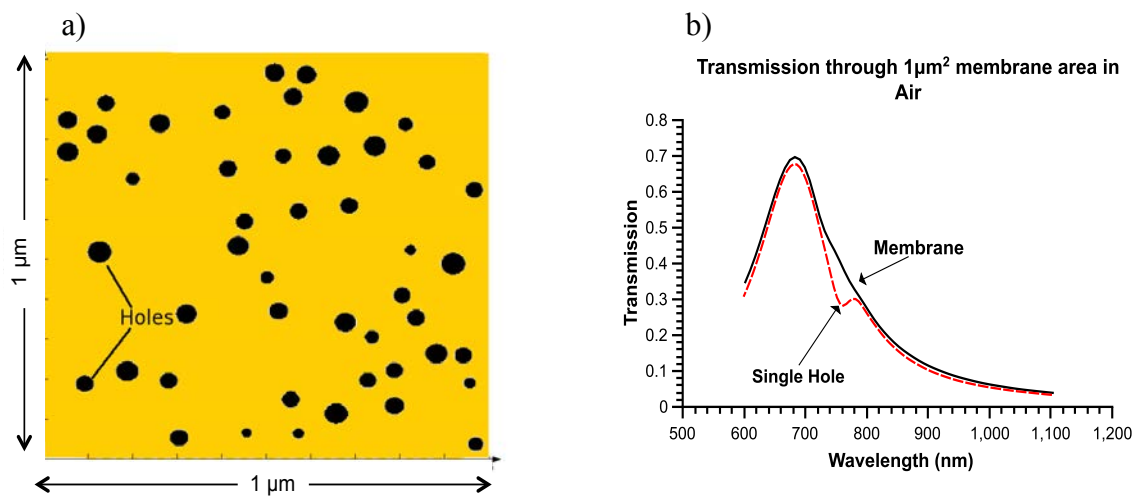 a)
1 µm
Holes
1 µm
b)
Transmission through 1µm² membrane area in
Air
Transmission
0.8
0.7
0.6
0.5
0.4
0.3
0.2
0.1
0
Membrane
Single Hole
500 600 700 800 900 1,000 1,100 1,200
Wavelength (nm)